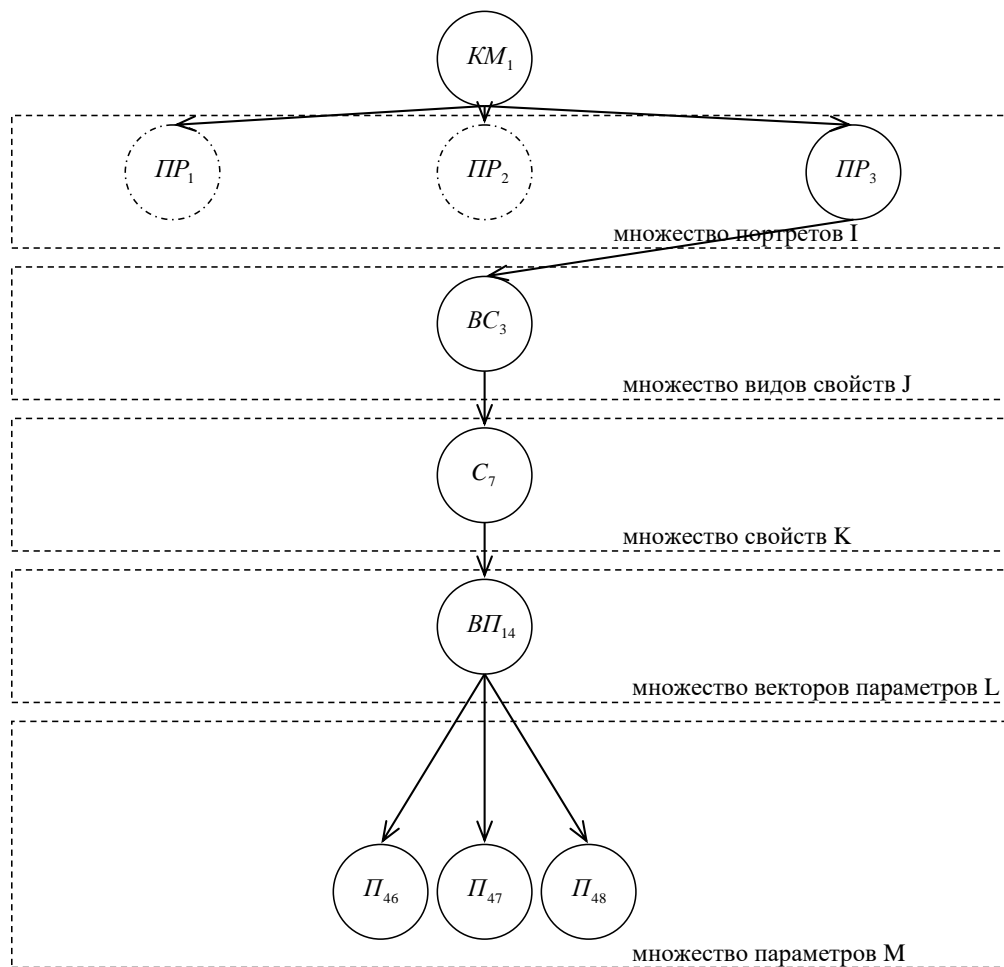 КМ₁
ПР₁ ПР₂ ПР₃
множество портретов I
ВС₃
множество видов свойств J
С₇
множество свойств K
ВП₁₄
множество векторов параметров L
П₄₆ П₄₇ П₄₈
множество параметров M